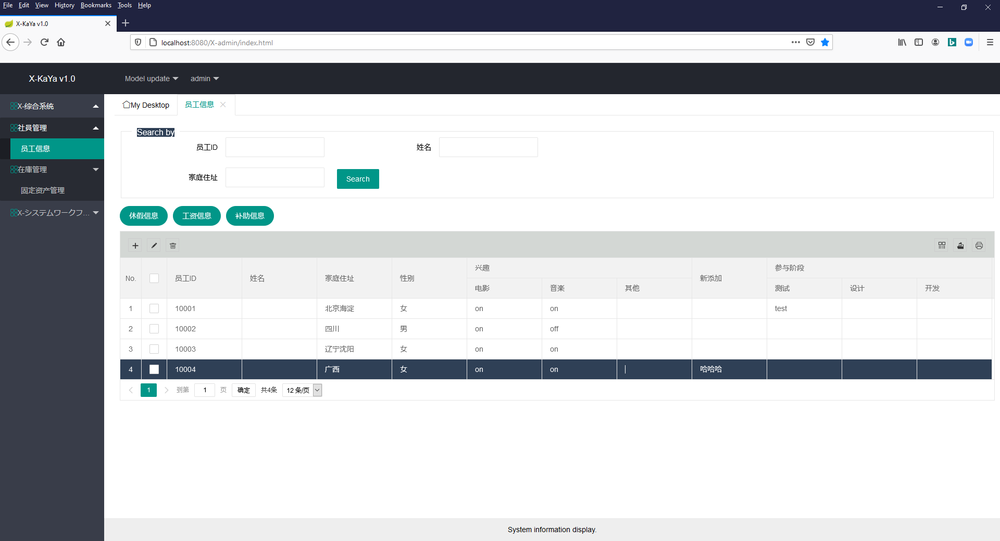 File Edit View History Bookmarks Tools Help
X-KaYa v1.0
localhost:8080/X-admin/index.html
X-KaYa v1.0 Model update admin
X-综合系统
社員管理
员工信息
在庫管理
固定资产管理
X-システムワークフ...
My Desktop 员工信息
Search by
员工ID 姓名
家庭住址 Search
休假信息 工资信息 补助信息
No. 员工ID 姓名 家庭住址 性别 兴趣 新添加 参与阶段
电影 音楽 其他 测试 设计 开发
1 10001 北京海淀 女 on on test
2 10002 四川 男 on off
3 10003 辽宁沈阳 女 on on
4 10004 广西 女 on on 哈哈哈
1 到第 1 页 确定 共4条 12 条/页
System information display.